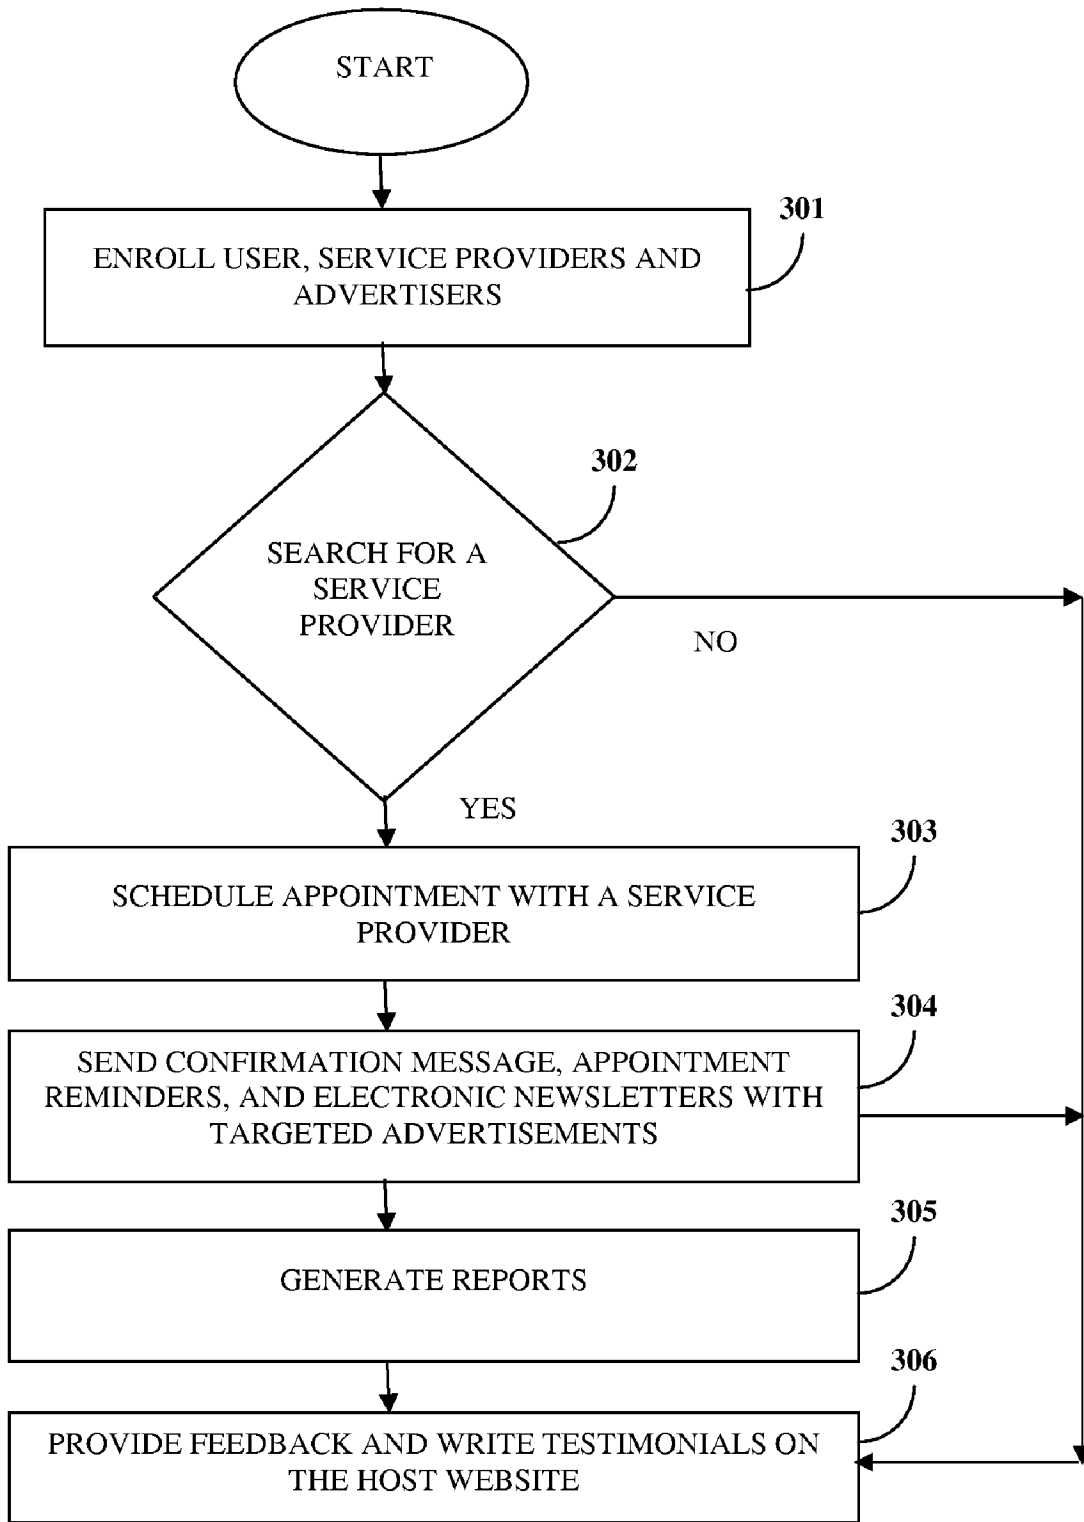 START
301
ENROLL USER, SERVICE PROVIDERS AND
ADVERTISERS
302
SEARCH FOR A
SERVICE
PROVIDER
NO
YES
303
SCHEDULE APPOINTMENT WITH A SERVICE
PROVIDER
304
SEND CONFIRMATION MESSAGE, APPOINTMENT
REMINDERS, AND ELECTRONIC NEWSLETTERS WITH
TARGETED ADVERTISEMENTS
305
GENERATE REPORTS
306
PROVIDE FEEDBACK AND WRITE TESTIMONIALS ON
THE HOST WEBSITE